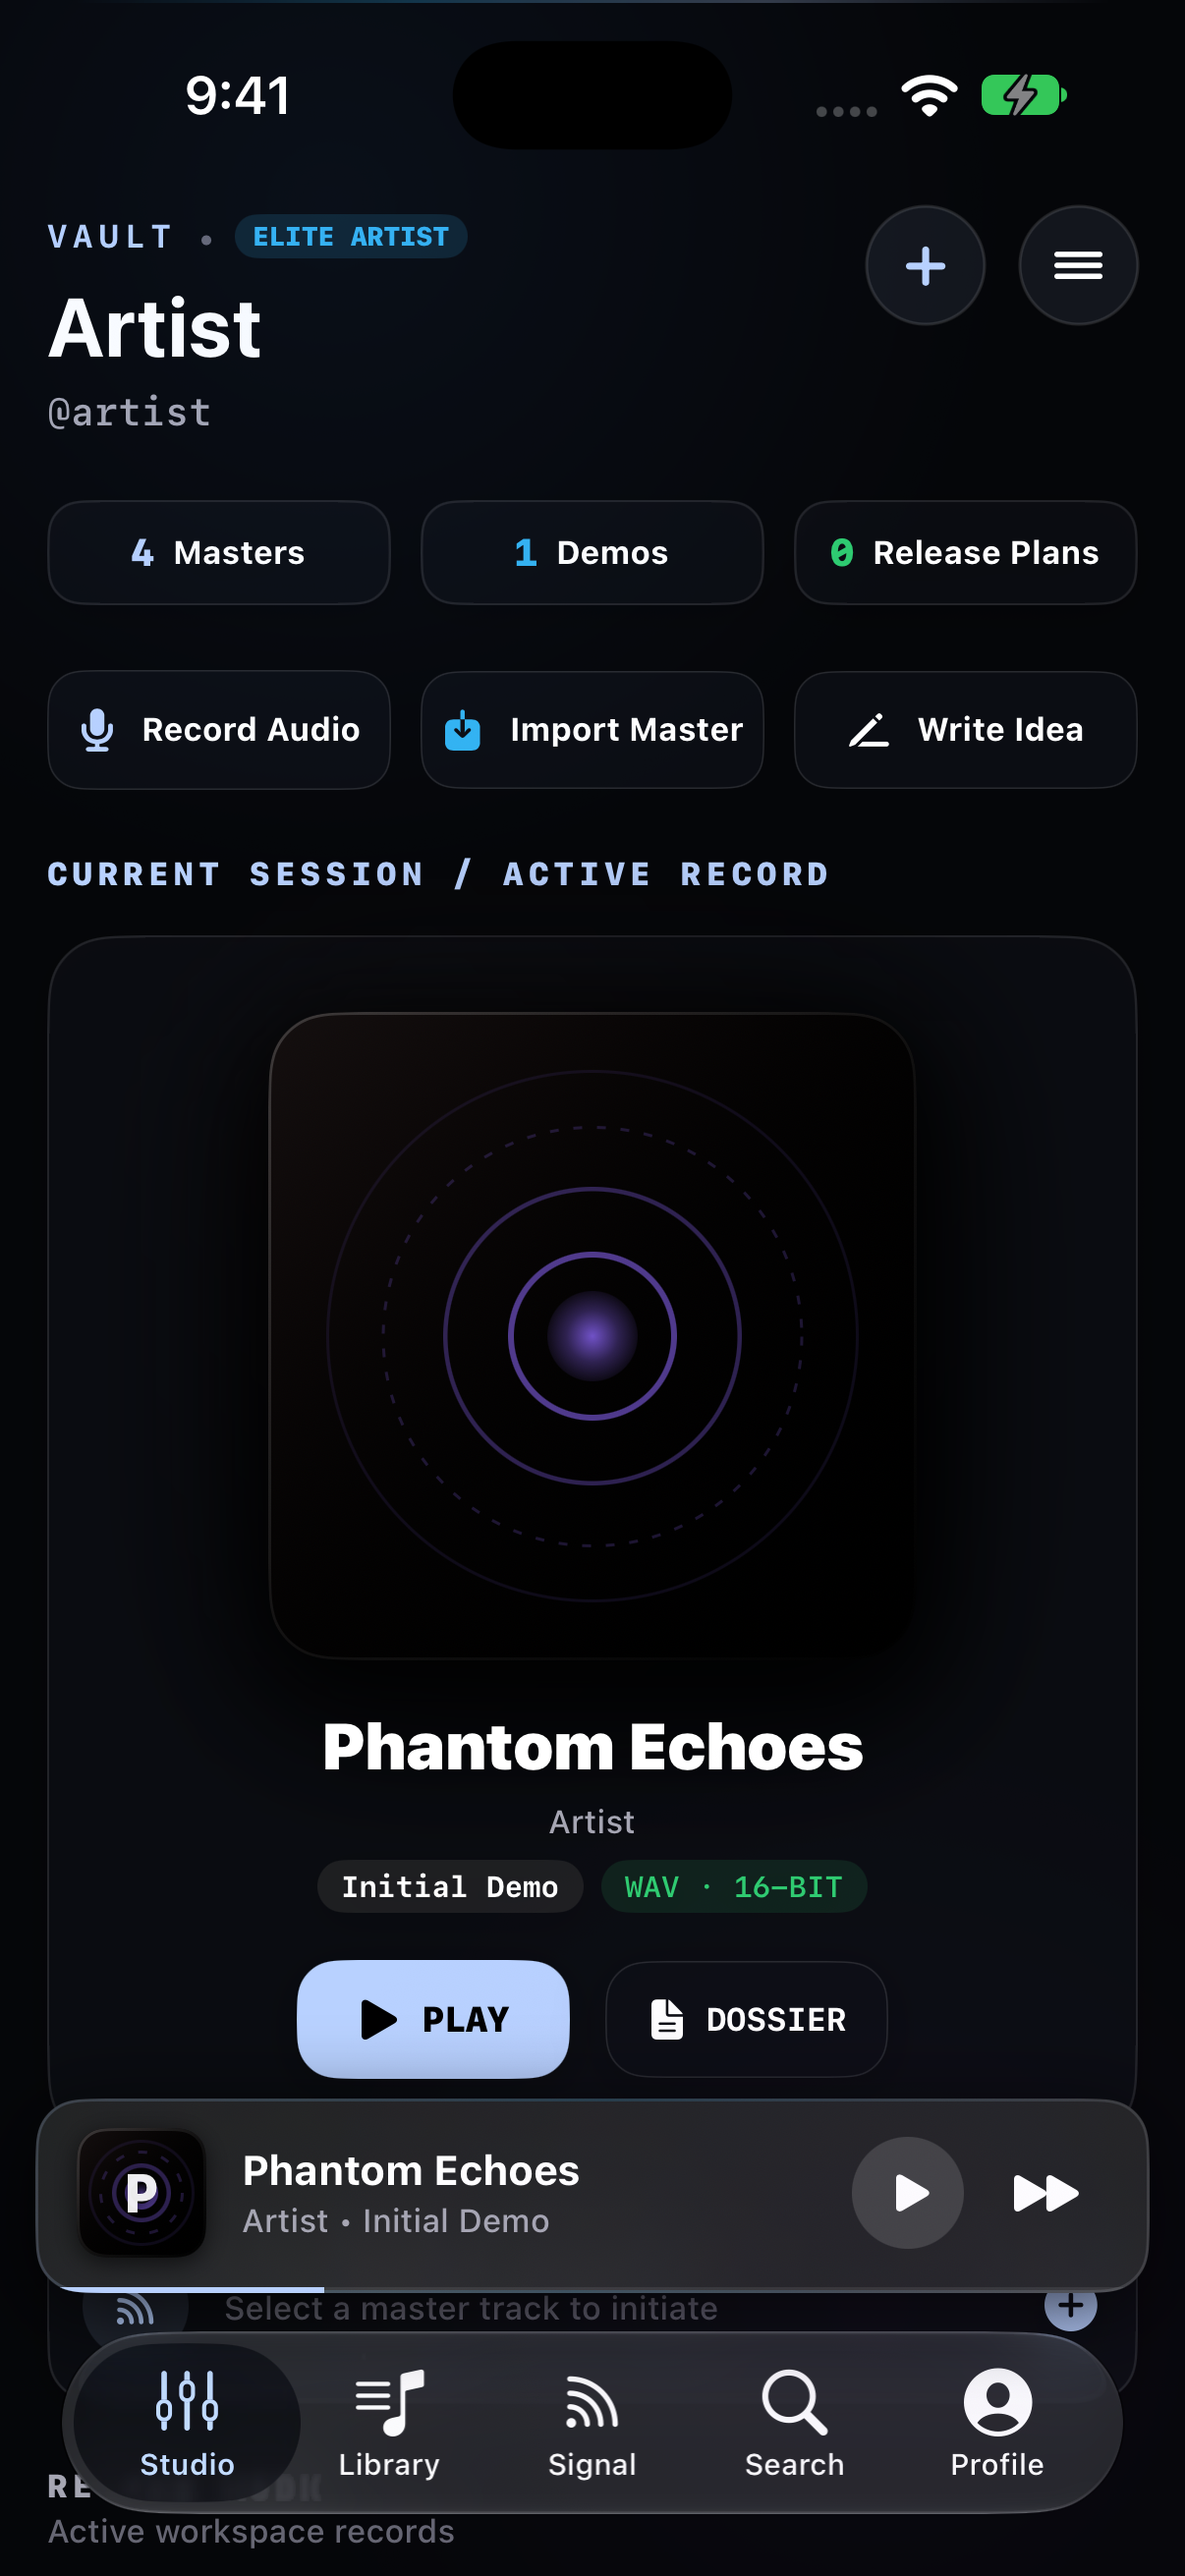 9:41
VAULT • ELITE ARTIST
Artist
@artist
4 Masters
1 Demos
0 Release Plans
Record Audio
Import Master
Write Idea
CURRENT SESSION / ACTIVE RECORD
Phantom Echoes
Artist
Initial Demo
WAV · 16-BIT
PLAY
DOSSIER
P
Phantom Echoes
Artist • Initial Demo
Select a master track to initiate
Studio
Library
Signal
Search
Profile
Active workspace records